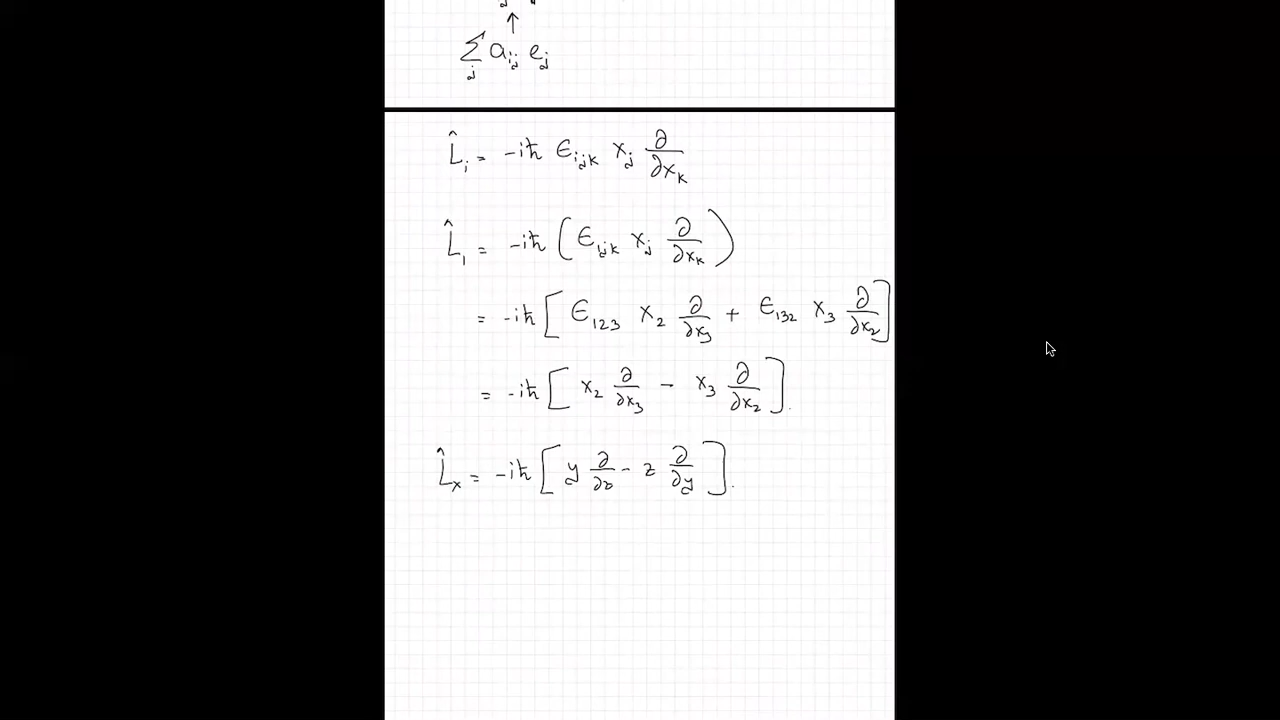 ↑
∑_j a_ij e_j
L̂_i = -iħ ϵ_ijk x_j ∂/∂x_k
L̂_1 = -iħ ( ϵ_1jk x_j ∂/∂x_k )
= -iħ [ ϵ_123 x_2 ∂/∂x_3 + ϵ_132 x_3 ∂/∂x_2 ]
= -iħ [ x_2 ∂/∂x_3 - x_3 ∂/∂x_2 ].
L̂_x = -iħ [ y ∂/∂z - z ∂/∂y ].